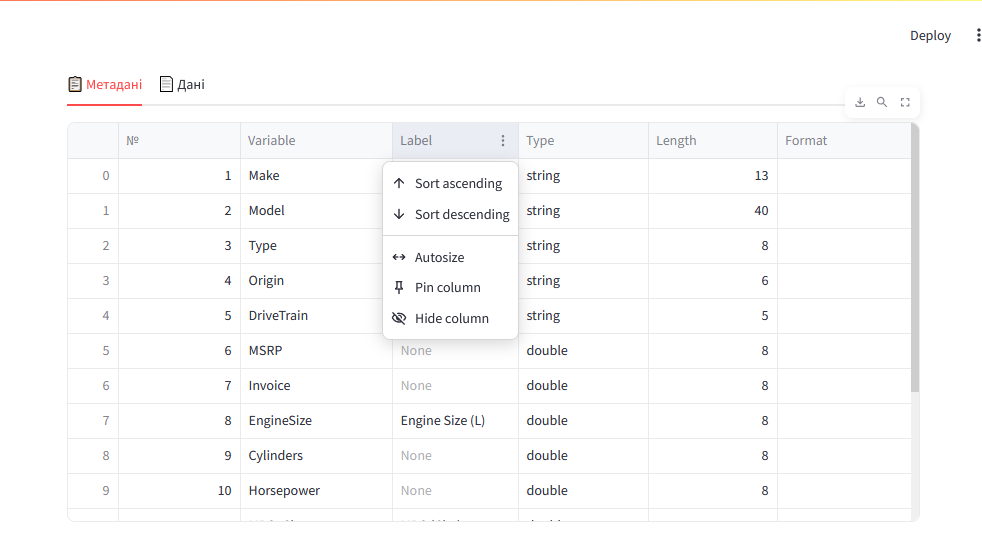 Deploy
Метадані Дані
№ Variable Label Type Length Format
0 1 Make string 13
1 2 Model string 40
2 3 Type string 8
3 4 Origin string 6
4 5 DriveTrain string 5
Sort ascending
Sort descending
Autosize
Pin column
Hide column
5 6 MSRP None double 8
6 7 Invoice None double 8
7 8 EngineSize Engine Size (L) double 8
8 9 Cylinders None double 8
9 10 Horsepower None double 8